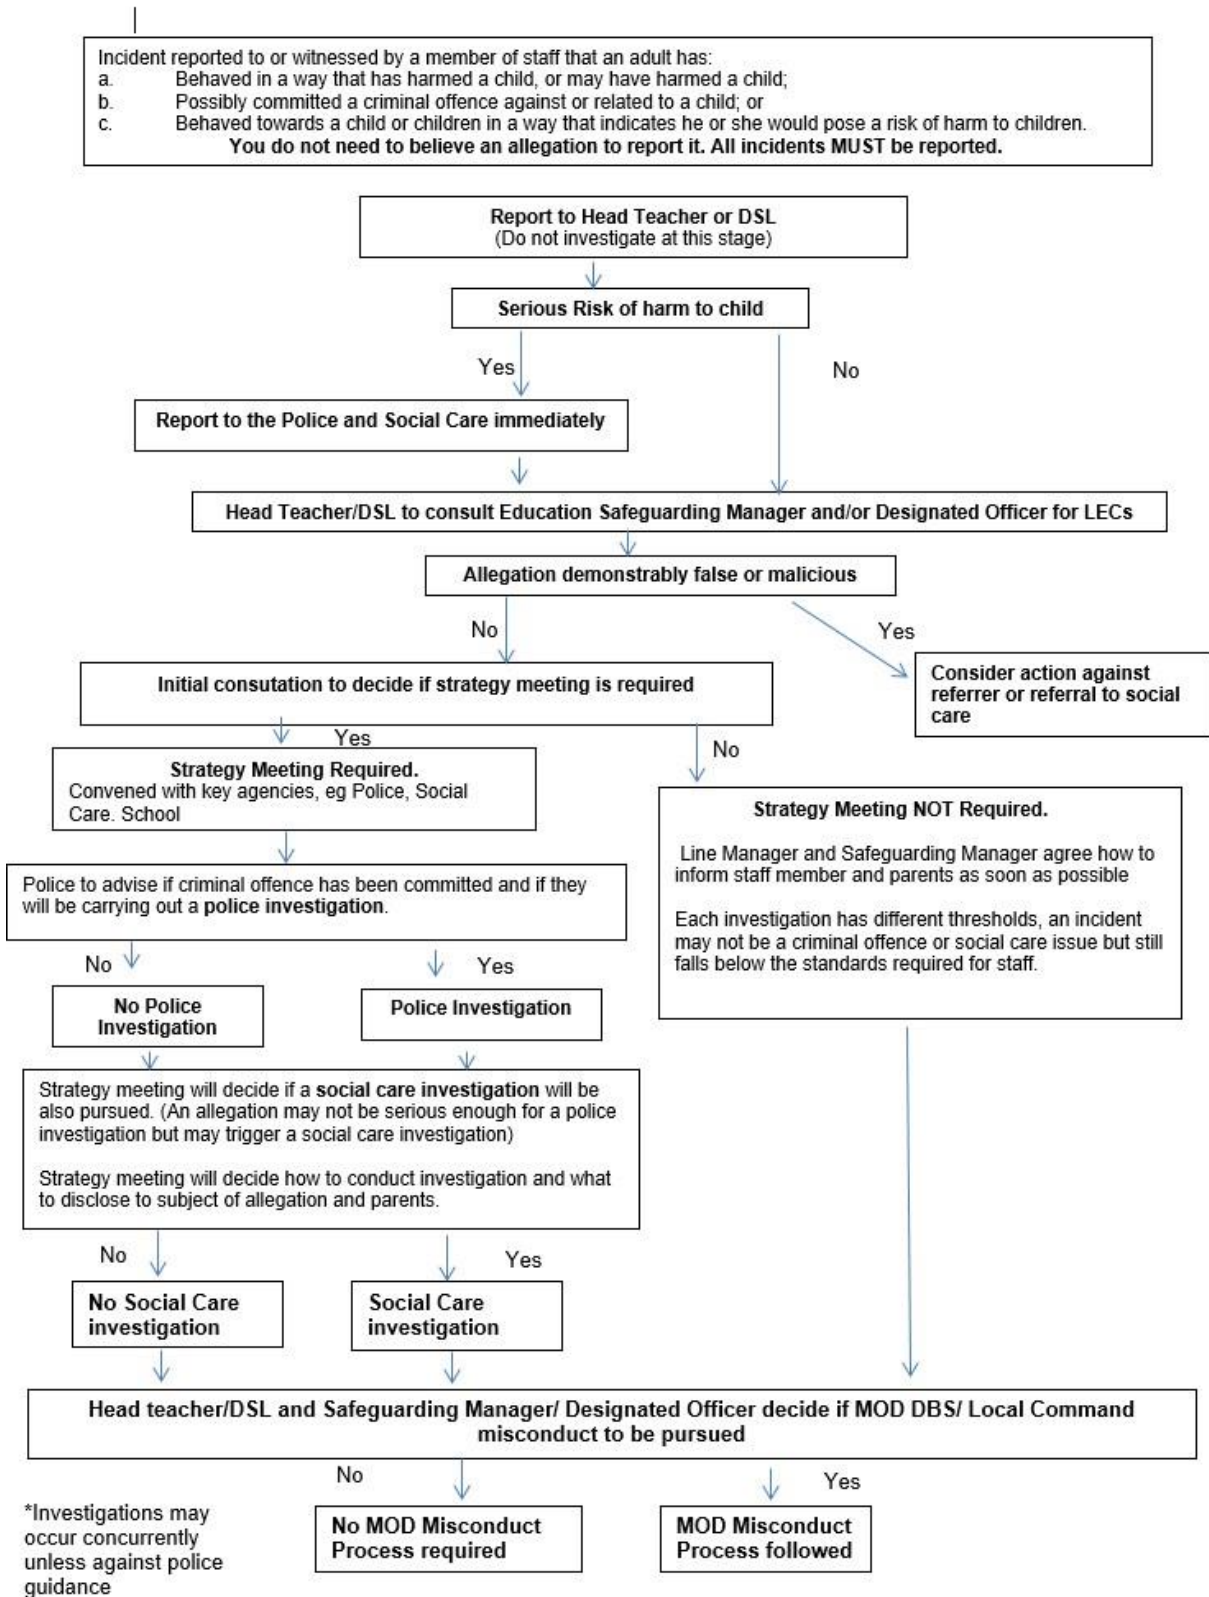 Incident reported to or witnessed by a member of staff that an adult has:
a. Behaved in a way that has harmed a child, or may have harmed a child;
b. Possibly committed a criminal offence against or related to a child; or
c. Behaved towards a child or children in a way that indicates he or she would pose a risk of harm to children.
You do not need to believe an allegation to report it. All incidents MUST be reported.
Report to Head Teacher or DSL
(Do not investigate at this stage)
Serious Risk of harm to child
Yes
No
Report to the Police and Social Care immediately
Head Teacher/DSL to consult Education Safeguarding Manager and/or Designated Officer for LECs
Allegation demonstrably false or malicious
No
Yes
Initial consutation to decide if strategy meeting is required
Consider action against
referrer or referral to social
care
Yes
No
Strategy Meeting Required.
Convened with key agencies, eg Police, Social
Care. School
Strategy Meeting NOT Required.
Line Manager and Safeguarding Manager agree how to
inform staff member and parents as soon as possible
Each investigation has different thresholds, an incident
may not be a criminal offence or social care issue but still
falls below the standards required for staff.
Police to advise if criminal offence has been committed and if they
will be carrying out a police investigation.
No
Yes
No Police
Investigation
Police Investigation
Strategy meeting will decide if a social care investigation will be
also pursued. (An allegation may not be serious enough for a police
investigation but may trigger a social care investigation)
Strategy meeting will decide how to conduct investigation and what
to disclose to subject of allegation and parents.
No
Yes
No Social Care
investigation
Social Care
investigation
Head teacher/DSL and Safeguarding Manager/ Designated Officer decide if MOD DBS/ Local Command
misconduct to be pursued
No
Yes
*Investigations may
occur concurrently
unless against police
guidance
No MOD Misconduct
Process required
MOD Misconduct
Process followed